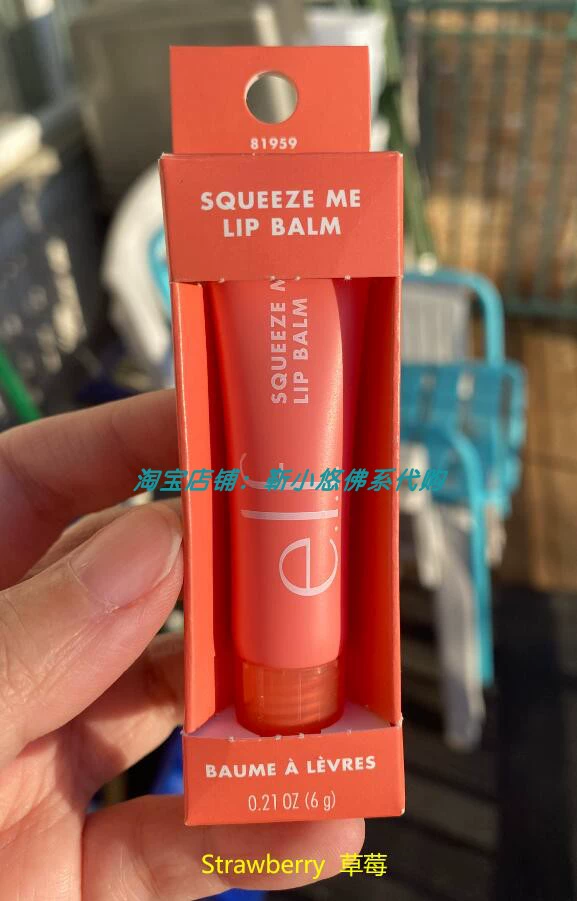 81959
SQUEEZE ME
LIP BALM
SQUEEZE M
LIP BALM
淘宝店铺：靳小悠佛系代购
e.l.f.
BAUME À LÈVRES
0.21 OZ (6 g)
Strawberry 草莓